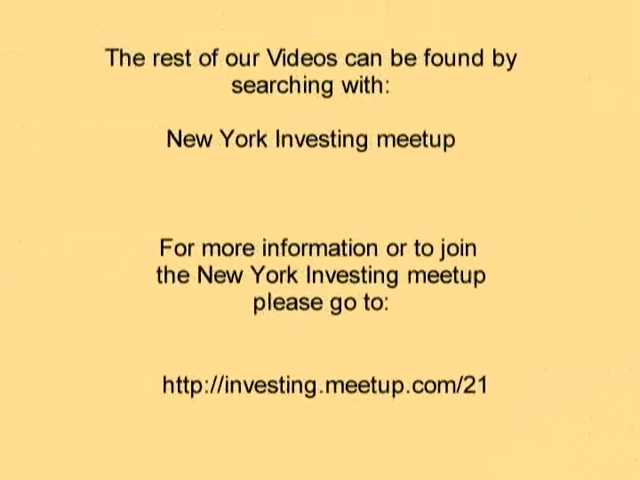 The rest of our Videos can be found by
searching with:
New York Investing meetup
For more information or to join
the New York Investing meetup
please go to:
http://investing.meetup.com/21